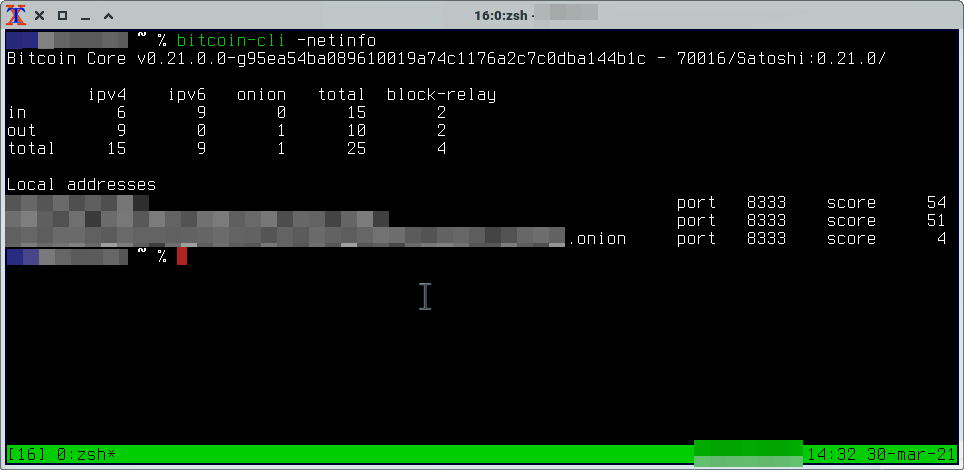 16:0:zsh -
~ % bitcoin-cli -netinfo
Bitcoin Core v0.21.0.0-g95ea54ba089610019a74c1176a2c7c0dba144b1c - 70016/Satoshi:0.21.0/
ipv4 ipv6 onion total block-relay
in 6 9 0 15 2
out 9 0 1 10 2
total 15 9 1 25 4
Local addresses
port 8333 score 54
port 8333 score 51
.onion port 8333 score 4
~ %
[16] 0:zsh* 14:32 30-mar-21